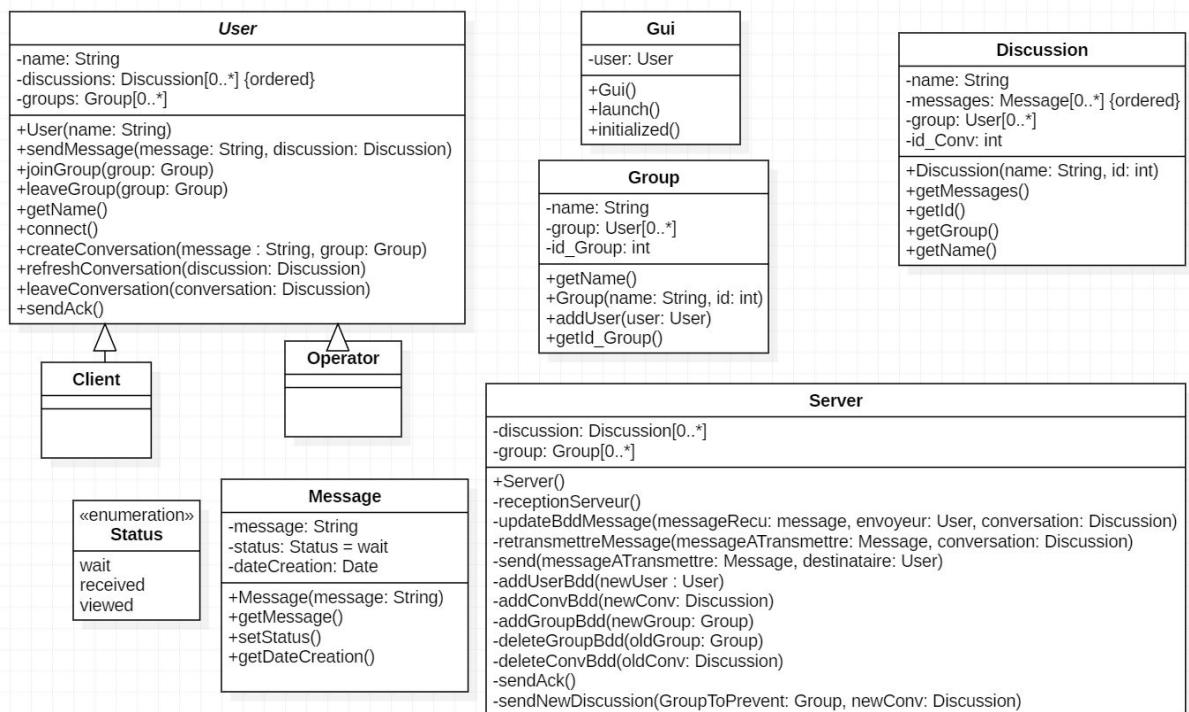 User
-name: String
-discussions: Discussion[0..*] {ordered}
-groups: Group[0..*]
+User(name: String)
+sendMessage(message: String, discussion: Discussion)
+joinGroup(group: Group)
+leaveGroup(group: Group)
+getName()
+connect()
+createConversation(message : String, group: Group)
+refreshConversation(discussion: Discussion)
+leaveConversation(conversation: Discussion)
+sendAck()
Gui
-user: User
+Gui()
+launch()
+initialized()
Discussion
-name: String
-messages: Message[0..*] {ordered}
-group: User[0..*]
-id_Conv: int
+Discussion(name: String, id: int)
+getMessages()
+getId()
+getGroup()
+getName()
Group
-name: String
-group: User[0..*]
-id_Group: int
+getName()
+Group(name: String, id: int)
+addUser(user: User)
+getId_Group()
Client
Operator
«enumeration»
Status
wait
received
viewed
Message
-message: String
-status: Status = wait
-dateCreation: Date
+Message(message: String)
+getMessage()
+setStatus()
+getDateCreation()
Server
-discussion: Discussion[0..*]
-group: Group[0..*]
+Server()
-receptionServeur()
-updateBddMessage(messageRecu: message, envoyeur: User, conversation: Discussion)
-retransmettreMessage(messageATransmettre: Message, conversation: Discussion)
-send(messageATransmettre: Message, destinataire: User)
-addUserBdd(newUser : User)
-addConvBdd(newConv: Discussion)
-addGroupBdd(newGroup: Group)
-deleteGroupBdd(oldGroup: Group)
-deleteConvBdd(oldConv: Discussion)
-sendAck()
-sendNewDiscussion(GroupToPrevent: Group, newConv: Discussion)